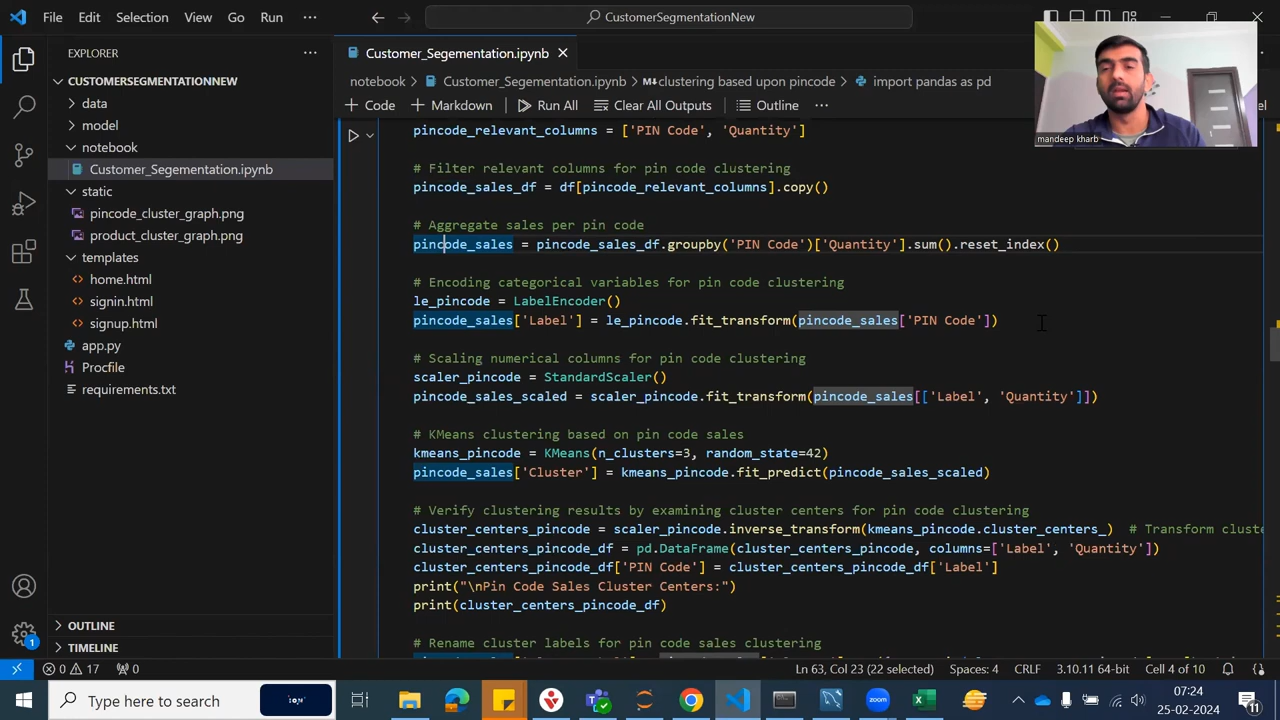 File Edit Selection View Go Run ···
CustomerSegmentationNew
EXPLORER
CUSTOMERSEGMENTATIONNEW
data
model
notebook
Customer_Segementation.ipynb
static
pincode_cluster_graph.png
product_cluster_graph.png
templates
home.html
signin.html
signup.html
app.py
Procfile
requirements.txt
OUTLINE
TIMELINE
Customer_Segementation.ipynb
notebook > Customer_Segementation.ipynb > clustering based upon pincode > import pandas as pd
+ Code + Markdown Run All Clear All Outputs Outline ···
mandeep kharb
pincode_relevant_columns = ['PIN Code', 'Quantity']
# Filter relevant columns for pin code clustering
pincode_sales_df = df[pincode_relevant_columns].copy()
# Aggregate sales per pin code
pincode_sales = pincode_sales_df.groupby('PIN Code')['Quantity'].sum().reset_index()
# Encoding categorical variables for pin code clustering
le_pincode = LabelEncoder()
pincode_sales['Label'] = le_pincode.fit_transform(pincode_sales['PIN Code'])
# Scaling numerical columns for pin code clustering
scaler_pincode = StandardScaler()
pincode_sales_scaled = scaler_pincode.fit_transform(pincode_sales[['Label', 'Quantity']])
# KMeans clustering based on pin code sales
kmeans_pincode = KMeans(n_clusters=3, random_state=42)
pincode_sales['Cluster'] = kmeans_pincode.fit_predict(pincode_sales_scaled)
# Verify clustering results by examining cluster centers for pin code clustering
cluster_centers_pincode = scaler_pincode.inverse_transform(kmeans_pincode.cluster_centers_) # Transform cluste
cluster_centers_pincode_df = pd.DataFrame(cluster_centers_pincode, columns=['Label', 'Quantity'])
cluster_centers_pincode_df['PIN Code'] = cluster_centers_pincode_df['Label']
print("\nPin Code Sales Cluster Centers:")
print(cluster_centers_pincode_df)
# Rename cluster labels for pin code sales clustering
0 17 0
Ln 63, Col 23 (22 selected) Spaces: 4 CRLF 3.10.11 64-bit Cell 4 of 10
Type here to search
07:24
25-02-2024
11